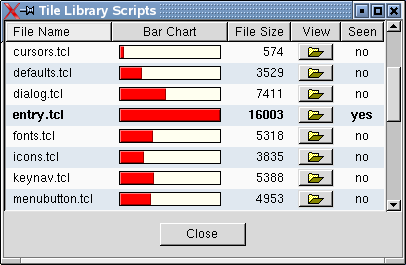 Tile Library Scripts
File Name Bar Chart File Size View Seen
cursors.tcl 574 no
defaults.tcl 3529 no
dialog.tcl 7411 no
entry.tcl 16003 yes
fonts.tcl 5318 no
icons.tcl 3835 no
keynav.tcl 5388 no
menubutton.tcl 4953 no
Close